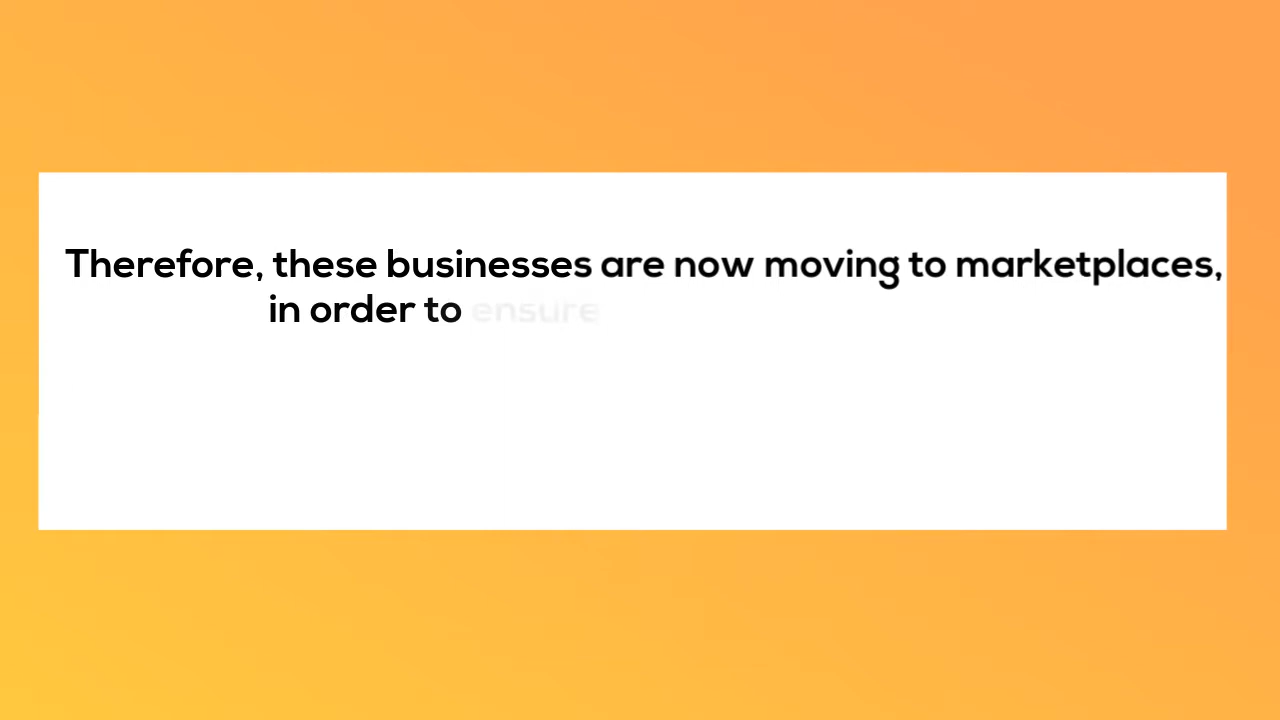 Therefore, these businesses are now moving to marketplaces,
in order to ensure